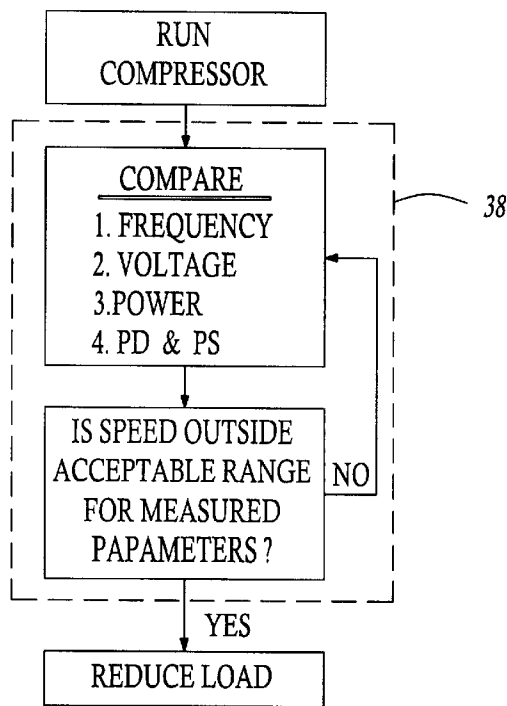 RUN
COMPRESSOR
COMPARE
1. FREQUENCY
2. VOLTAGE
3.POWER
4. PD & PS
38
IS SPEED OUTSIDE
ACCEPTABLE RANGE
FOR MEASURED
PAPAMETERS ?
NO
YES
REDUCE LOAD